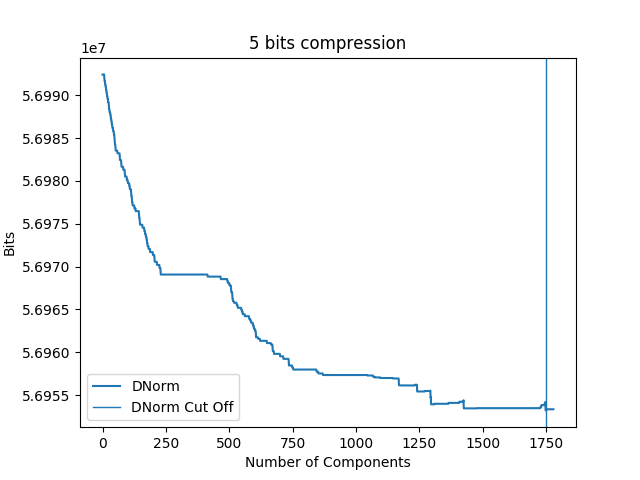 5 bits compression
1e7
5.6990
5.6985
5.6980
5.6975
5.6970
5.6965
5.6960
5.6955
Bits
DNorm
DNorm Cut Off
0 250 500 750 1000 1250 1500 1750
Number of Components